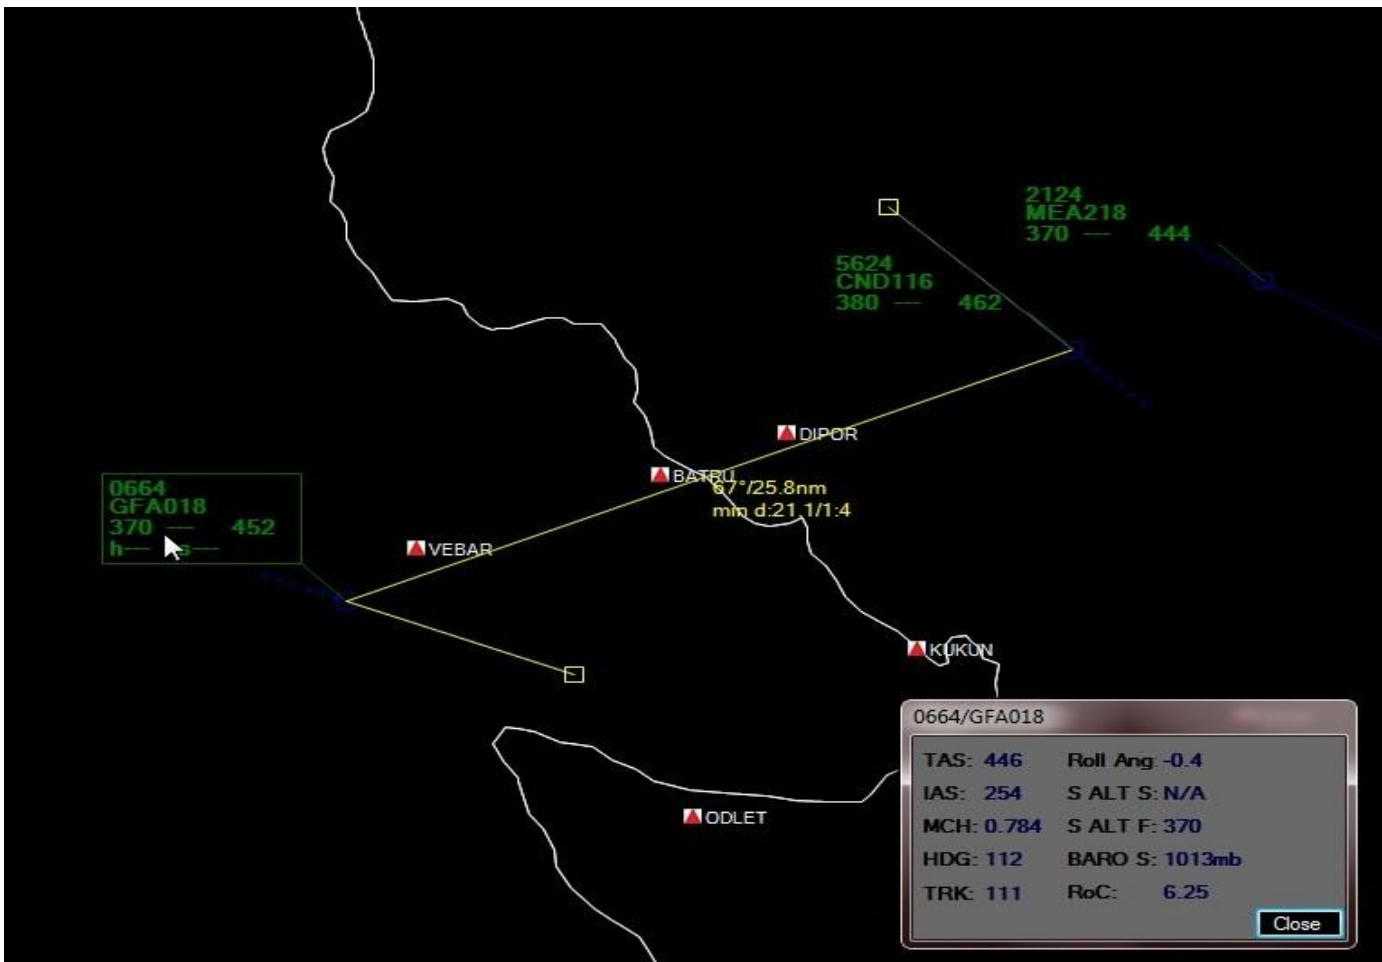 2124
MEA218
370 --- 444
5624
CND116
380 --- 462
DIPOR
BATRU
67°/25.8nm
min d:21.1/1:4
0664
GFA018
370 --- 452
h--- s---
VEBAR
KUKUN
ODLET
0664/GFA018
TAS: 446 Roll Ang: -0.4
IAS: 254 S ALT S: N/A
MCH: 0.784 S ALT F: 370
HDG: 112 BARO S: 1013mb
TRK: 111 RoC: 6.25
Close